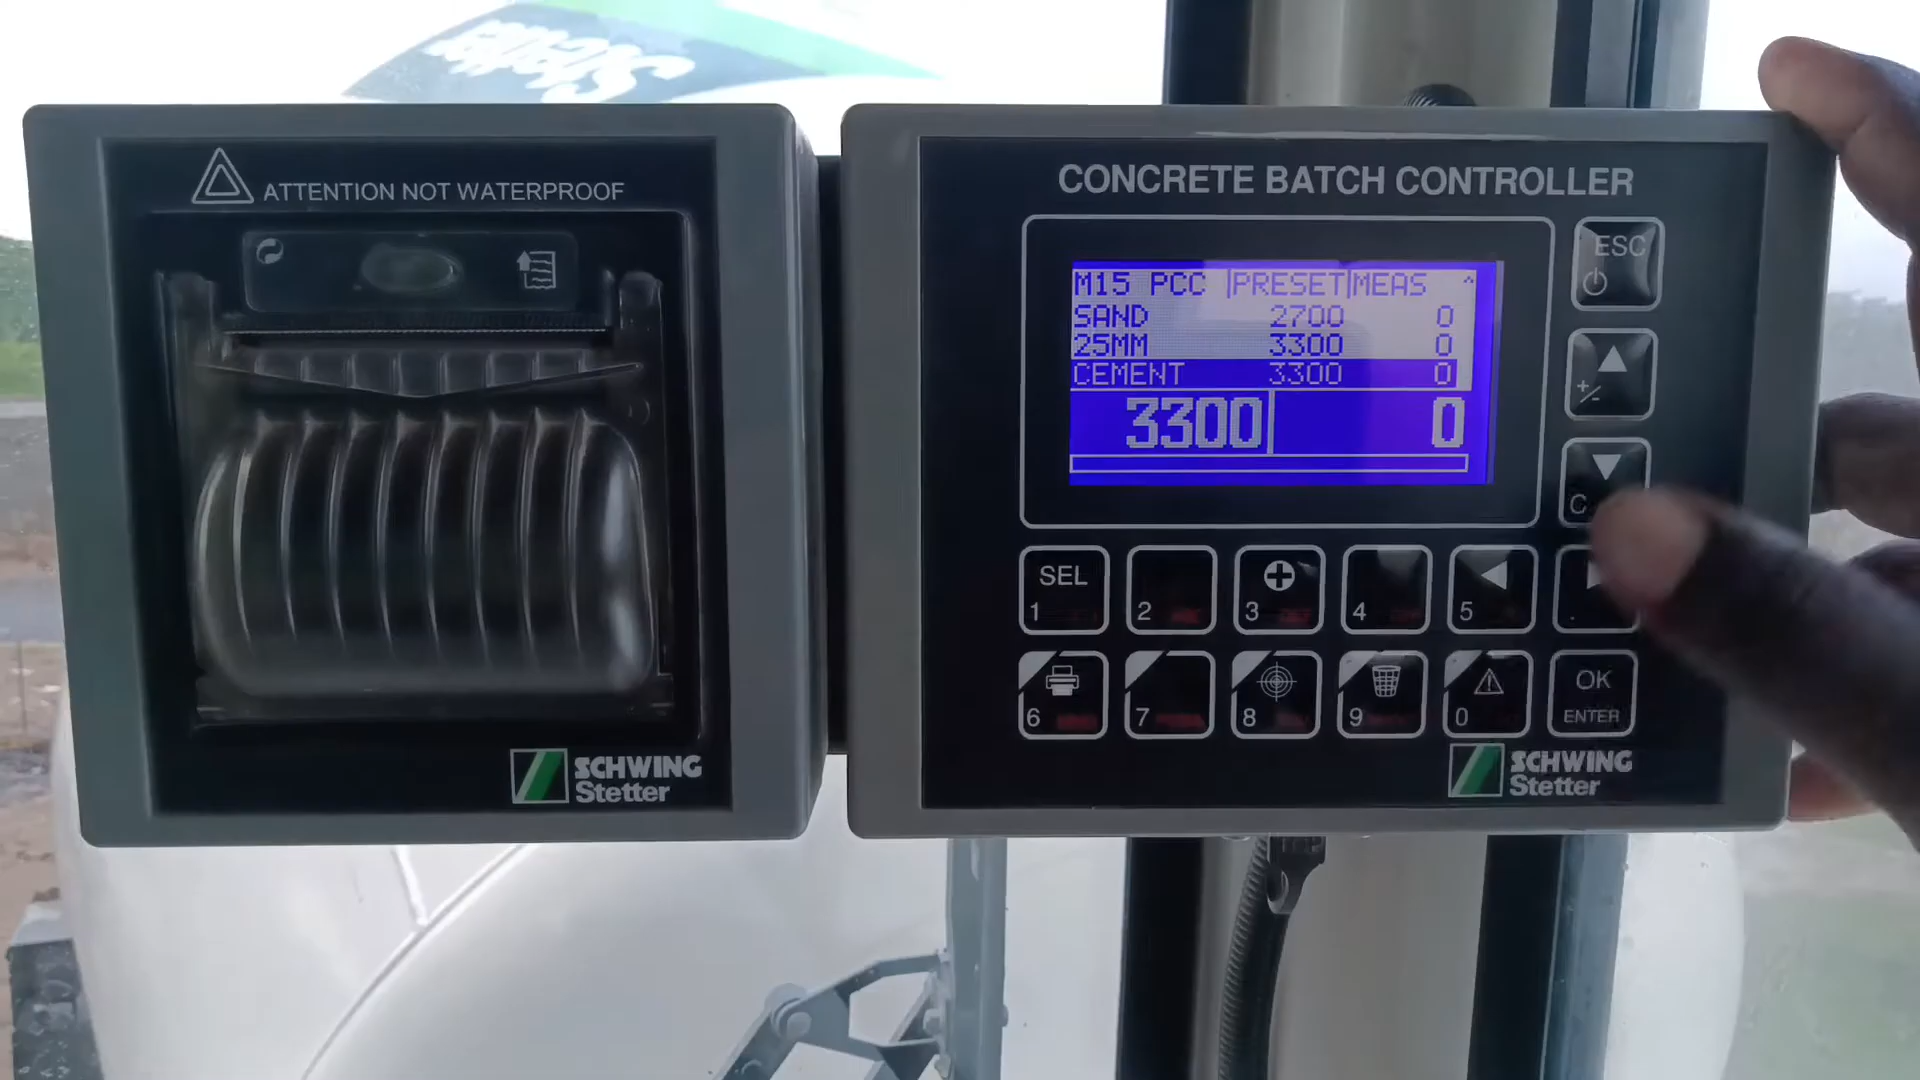 Stetter
ATTENTION NOT WATERPROOF
SCHWING
Stetter
CONCRETE BATCH CONTROLLER
M15 PCC |PRESET|MEAS
SAND 2700 0
25MM 3300 0
CEMENT 3300 0
3300 0
ESC
+/-
C
SEL
1 2 3 4 5 .
6 7 8 9 0
OK
ENTER
SCHWING
Stetter